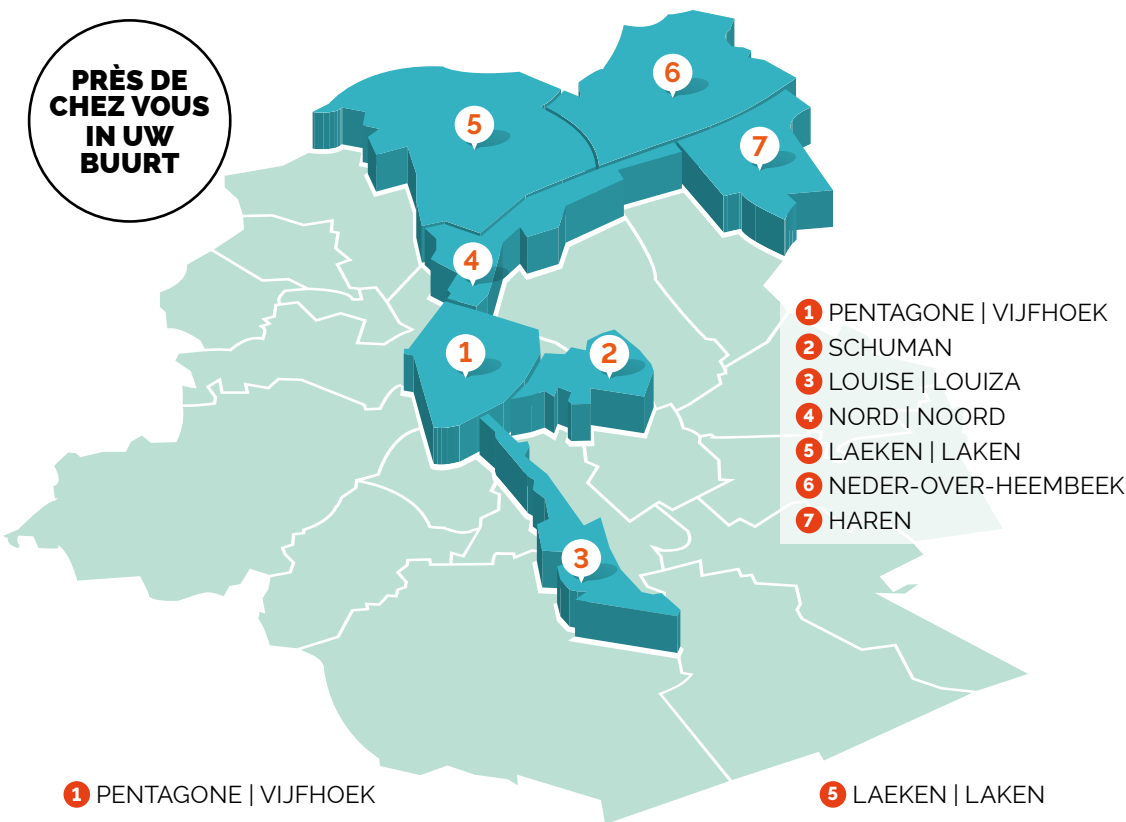 PRÈS DE
CHEZ VOUS
IN UW
BUURT
6
5
7
4
1
2
3
1 PENTAGONE | VIJFHOEK
2 SCHUMAN
3 LOUISE | LOUIZA
4 NORD | NOORD
5 LAEKEN | LAKEN
6 NEDER-OVER-HEEMBEEK
7 HAREN
1 PENTAGONE | VIJFHOEK
5 LAEKEN | LAKEN